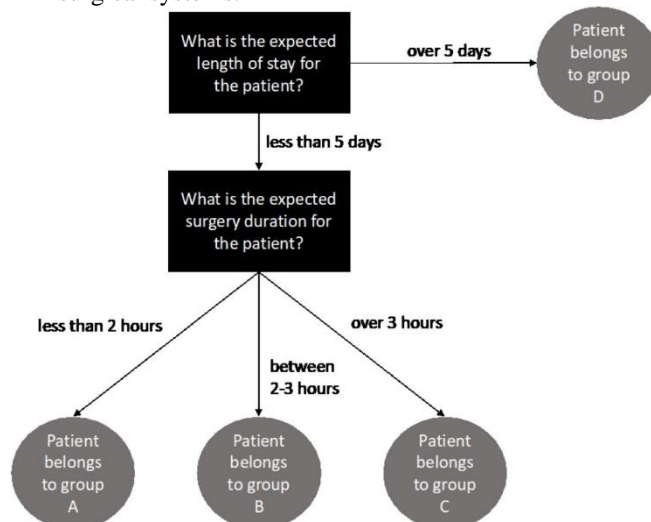 surgical systems.
What is the expected
length of stay for
the patient?
over 5 days
Patient
belongs
to group
D
less than 5 days
What is the expected
surgery duration for
the patient?
less than 2 hours
between
2-3 hours
over 3 hours
Patient
belongs
to group
A
Patient
belongs
to group
B
Patient
belongs
to group
C